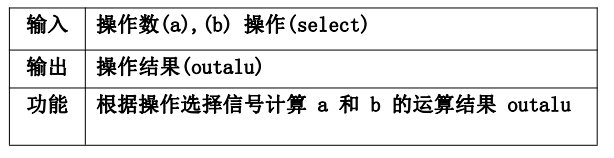 输入 操作数(a),(b) 操作(select)
输出 操作结果(outalu)
功能 根据操作选择信号计算 a 和 b 的运算结果 outalu